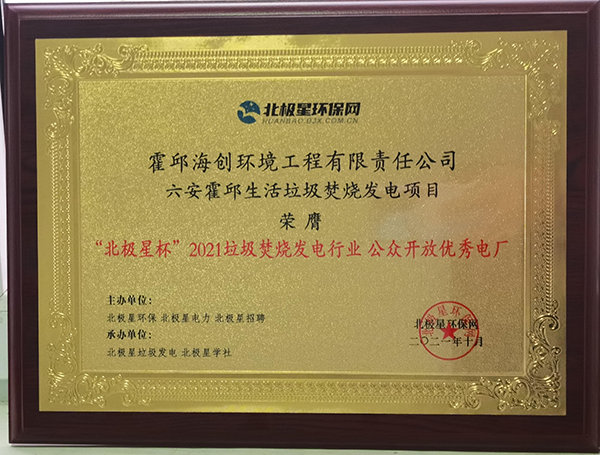 北极星环保网
HUANBAO.BJX.COM.CN
霍邱海创环境工程有限责任公司
六安霍邱生活垃圾焚烧发电项目
荣膺
“北极星杯”2021垃圾焚烧发电行业 公众开放优秀电厂
主办单位：
北极星环保 北极星电力 北极星招聘
承办单位：
北极星垃圾发电 北极星学社
北极星环保网
二〇二一年十月